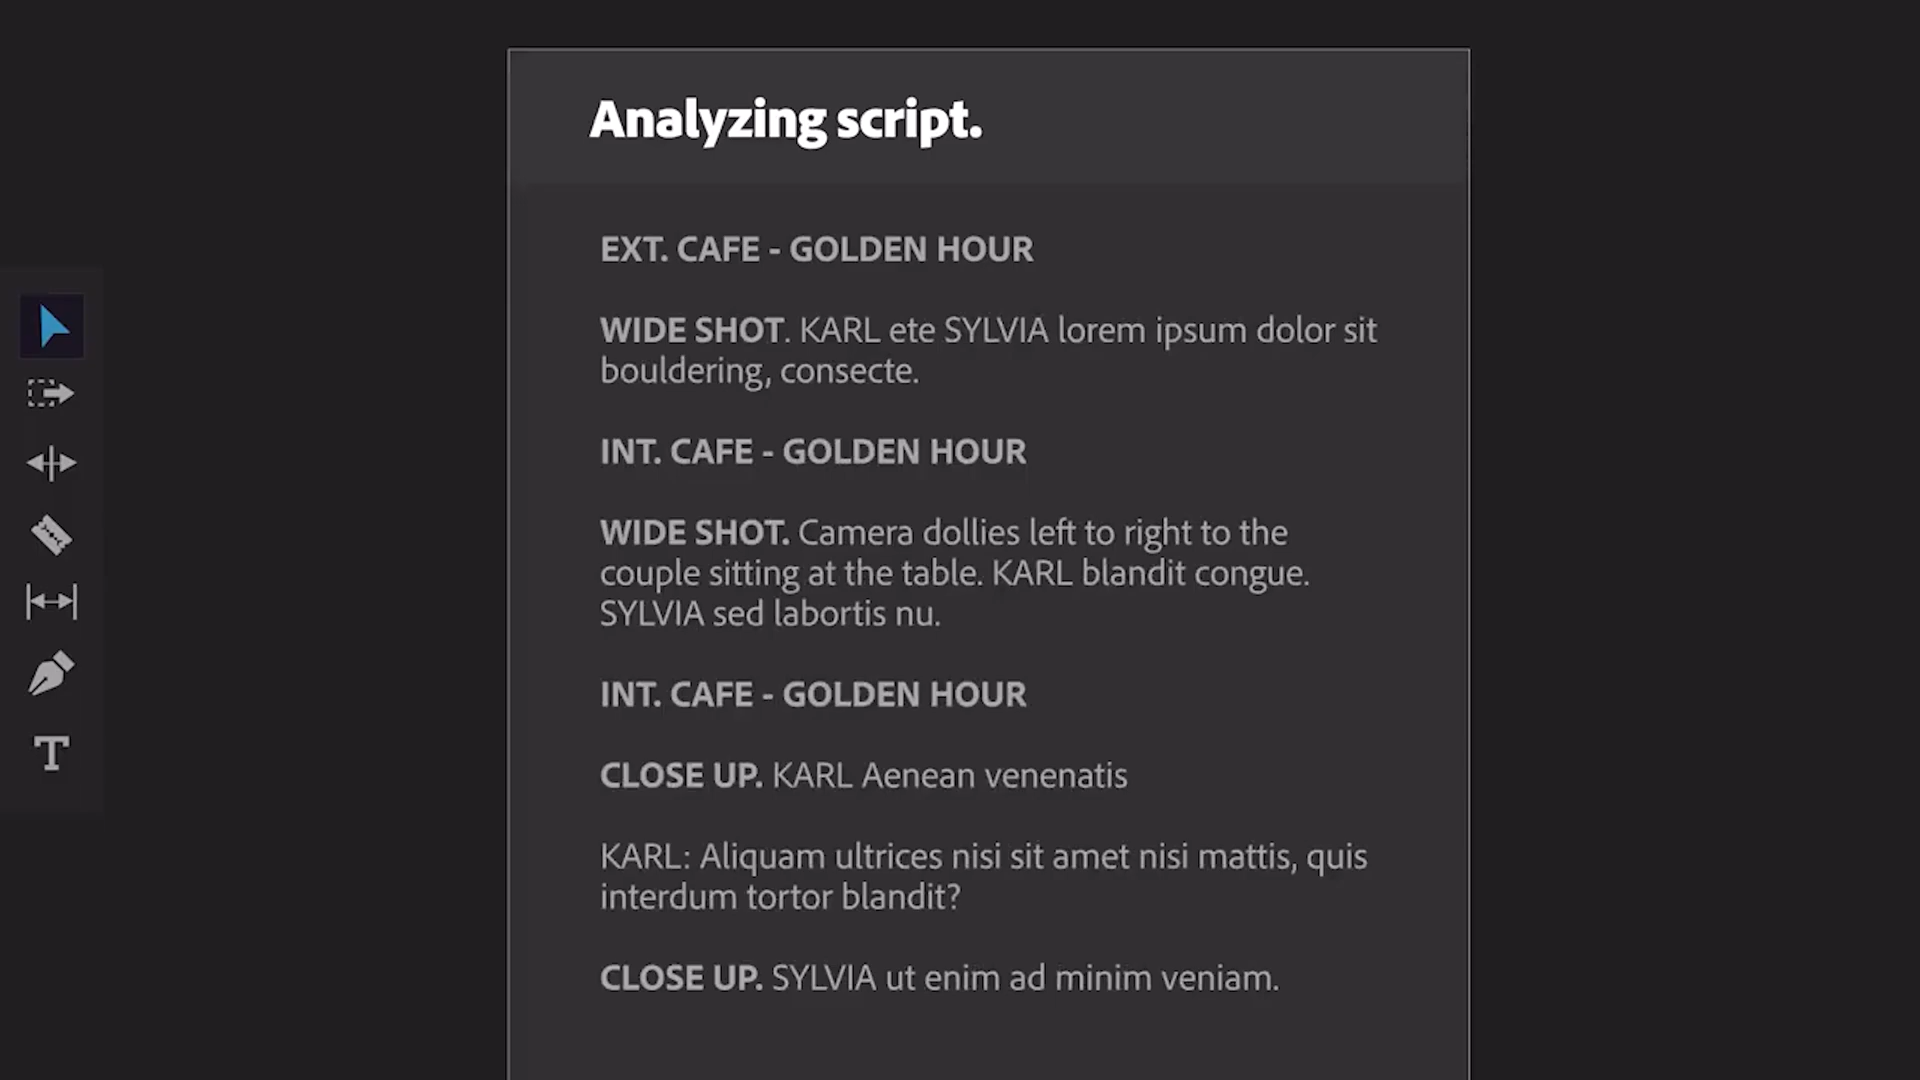 Analyzing script.
EXT. CAFE - GOLDEN HOUR
WIDE SHOT. KARL ete SYLVIA lorem ipsum dolor sit
bouldering, consecte.
INT. CAFE - GOLDEN HOUR
WIDE SHOT. Camera dollies left to right to the
couple sitting at the table. KARL blandit congue.
SYLVIA sed labortis nu.
INT. CAFE - GOLDEN HOUR
CLOSE UP. KARL Aenean venenatis
KARL: Aliquam ultrices nisi sit amet nisi mattis, quis
interdum tortor blandit?
CLOSE UP. SYLVIA ut enim ad minim veniam.